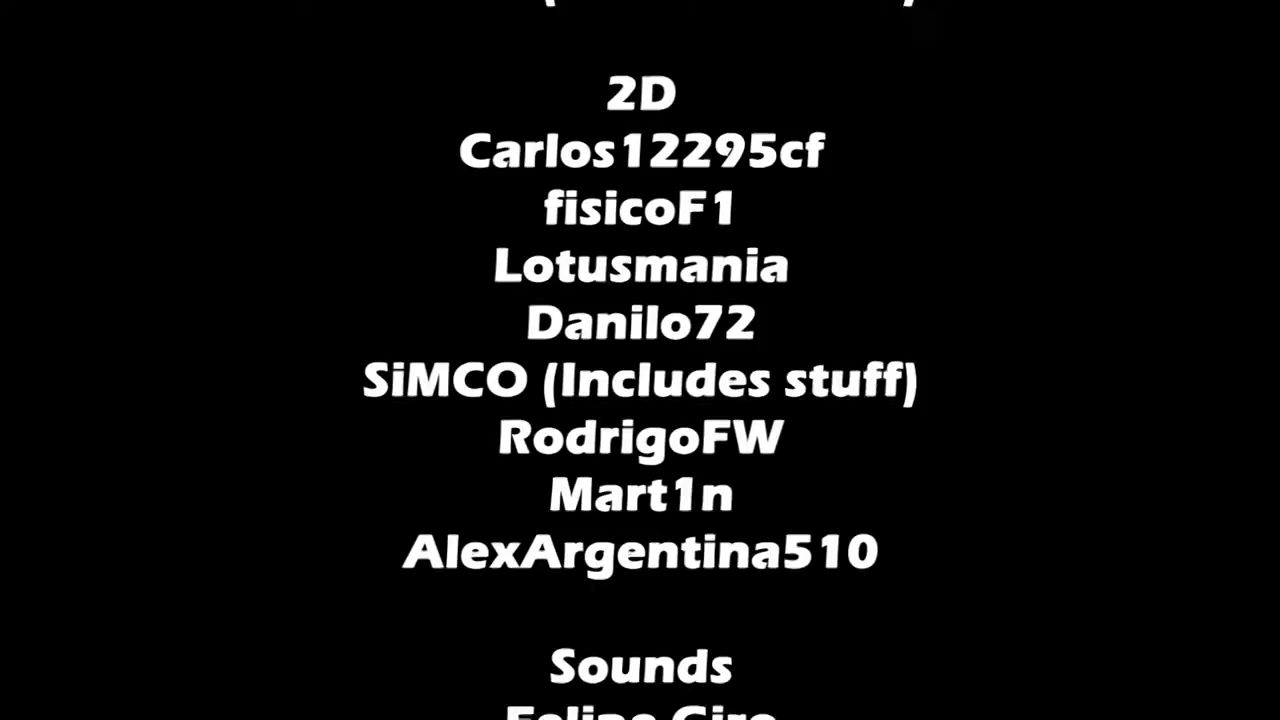 2D
Carlos12295cf
fisicoF1
Lotusmania
Danilo72
SiMCO (Includes stuff)
RodrigoFW
Mart1n
AlexArgentina510
Sounds